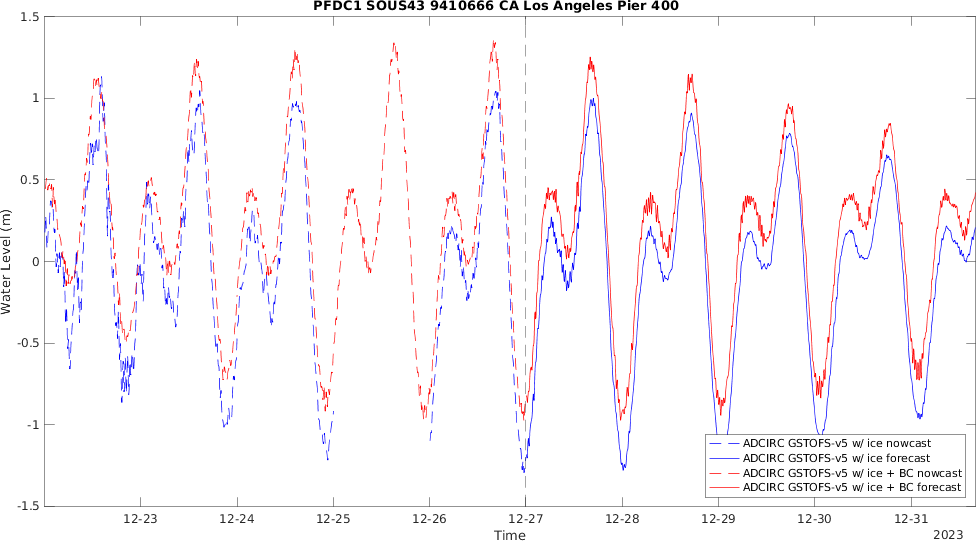 PFDC1 SOUS43 9410666 CA Los Angeles Pier 400
1.5
1
0.5
0
-0.5
-1
-1.5
Water Level (m)
ADCIRC GSTOFS-v5 w/ ice nowcast
ADCIRC GSTOFS-v5 w/ ice forecast
ADCIRC GSTOFS-v5 w/ ice + BC nowcast
ADCIRC GSTOFS-v5 w/ ice + BC forecast
12-23 12-24 12-25 12-26 12-27 12-28 12-29 12-30 12-31
Time
2023